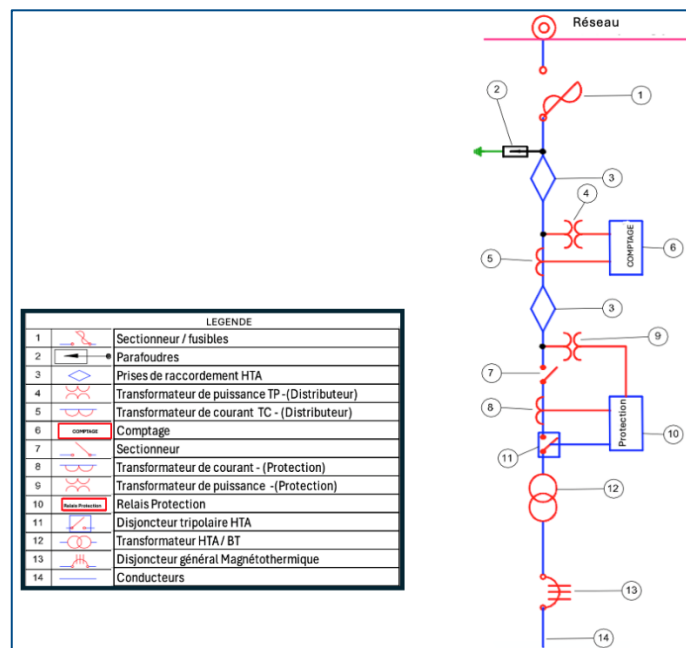 Réseau
1
2
3
4
5
COMPTAGE
6
3
9
7
8
Protection
10
11
12
13
14
LEGENDE
1 Sectionneur / fusibles
2 Parafoudres
3 Prises de raccordement HTA
4 Transformateur de puissance TP -(Distributeur)
5 Transformateur de courant TC - (Distributeur)
6 COMPTAGE Comptage
7 Sectionneur
8 Transformateur de courant - (Protection)
9 Transformateur de puissance -(Protection)
10 Relais Protection Relais Protection
11 Disjoncteur tripolaire HTA
12 Transformateur HTA / BT
13 Disjoncteur général Magnétothermique
14 Conducteurs